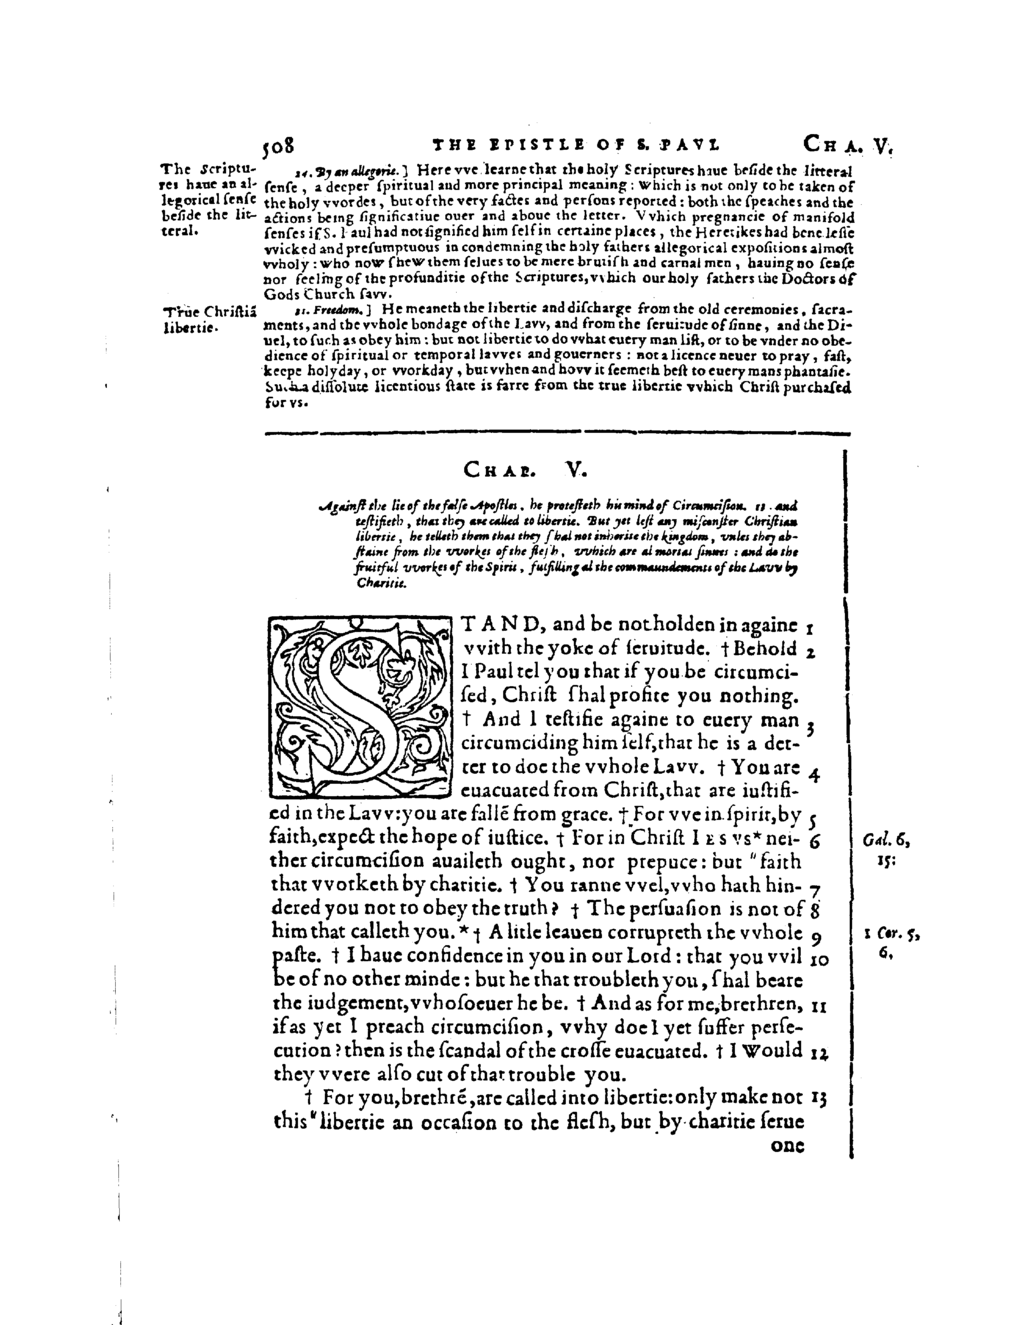 508 THE EPISTLE OF S. PAVL CHA. V.
The Scriptu-
res haue an al-
legorical ſenſe
beſide the lit-
teral.
24. By an allegorie.] Here vve learne that the holy Scriptures haue beſide the litteral
ſenſe, a deeper ſpiritual and more principal meaning: which is not only to be taken of
the holy vvordes, but of the very factes and perſons reported: both the ſpeaches and the
actions being ſignificatiue ouer and aboue the letter. Vvhich pregnancie of manifold
ſenſes if S. Paul had not ſignified him ſelf in certaine places, the Heretikes had bene leſſe
vvicked and preſumptuous in condemning the holy fathers allegorical expoſitions almoſt
vvholy: who now ſhew them ſelues to be mere brutiſh and carnal men, hauing no ſenſe
nor feeling of the profunditie of the Scriptures, vvhich our holy fathers the Doctors of
Gods Church ſavv.
True Chriſtiā
libertie.
31. Freedom.] He meaneth the libertie and diſcharge from the old ceremonies, ſacra-
ments, and the vvhole bondage of the Lavv, and from the ſeruitude of ſinne, and the Di-
uel, to ſuch as obey him: but not libertie to do vvhat euery man liſt, or to be vnder no obe-
dience of ſpiritual or temporal lavves and gouerners: not a licence neuer to pray, faſt,
keepe holyday, or vvorkday, but vvhen and hovv it ſeemeth beſt to euery mans phantaſie.
Such a diſſolute licentious ſtate is farre from the true libertie vvhich Chriſt purchaſed
for vs.
CHAP. V.
Againſt the lie of the falſe Apoſtles, he proteſteth his mind of Circumciſion. 13. and
teſtifieth, that they are called to libertie. But yet leſt any miſconſter Chriſtian
libertie, he telleth them that they ſhal not inherite the kingdom, vnles they ab-
ſtaine from the vvorkes of the fleſh, vvhich are al mortal ſinnes: and do the
fruitful vvorkes of the Spirit, fulfilling al the commaundements of the Lavv by
Charitie.
STAND, and be not holden in againe 1
vvith the yoke of ſeruitude. † Behold 2
I Paul tel you that if you be circumci-
ſed, Chriſt ſhal profite you nothing.
† And I teſtifie againe to euery man 3
circumciding him ſelf, that he is a det-
ter to doe the vvhole Lavv. † You are 4
euacuated from Chriſt, that are iuſtifi-
ed in the Lavv: you are fallē from grace. † For vve in ſpirit, by 5
faith, expect the hope of iuſtice. † For in Chriſt IESVS * nei- 6
ther circumciſion auaileth ought, nor prepuce: but "faith
that vvorketh by charitie. † You ranne vvel, vvho hath hin- 7
dered you not to obey the truth? † The perſuaſion is not of 8
him that calleth you. * † A litle leauen corrupteth the vvhole 9
paſte. † I haue confidence in you in our Lord: that you vvil 10
be of no other minde: but he that troubleth you, ſhal beare
the iudgement, vvhoſoeuer he be. † And as for me, brethren, 11
if as yet I preach circumciſion, vvhy doe I yet ſuffer perſe-
cution? then is the ſcandal of the croſſe euacuated. † I Would 12
they vvere alſo cut of that trouble you.
† For you, brethrē, are called into libertie: only make not 13
this "libertie an occaſion to the fleſh, but by charitie ſerue
one
Gal. 6,
15:
1 Cor. 5,
6,